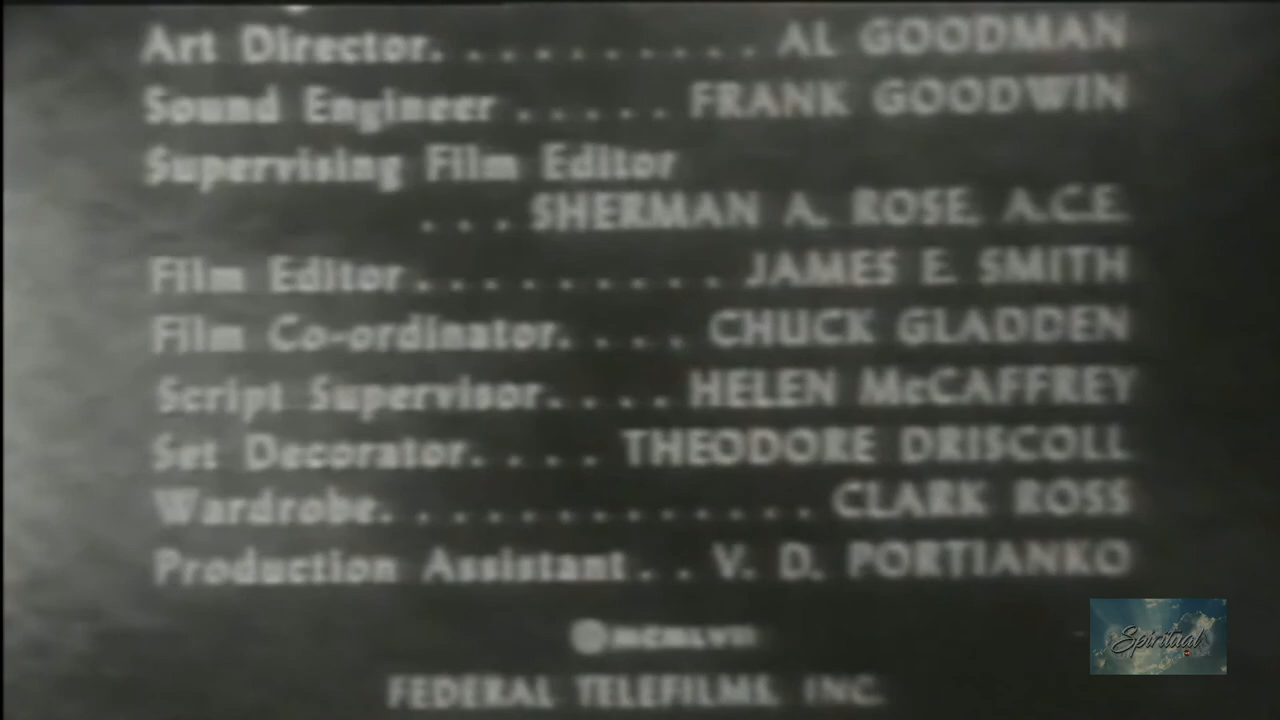 Art Director. . . . . . . . . . . AL GOODMAN
Sound Engineer . . . . . FRANK GOODWIN
Supervising Film Editor
. . . SHERMAN A. ROSE, A.C.E.
Film Editor . . . . . . . . . . JAMES E. SMITH
Film Co-ordinator. . . . . CHUCK GLADDEN
Script Supervisor. . . . . HELEN McCAFFREY
Set Decorator. . . . . THEODORE DRISCOLL
Wardrobe. . . . . . . . . . . . . CLARK ROSS
Production Assistant . . V. D. PORTIANKO
© MCMLVII
FEDERAL TELEFILMS, INC.
Spiritual